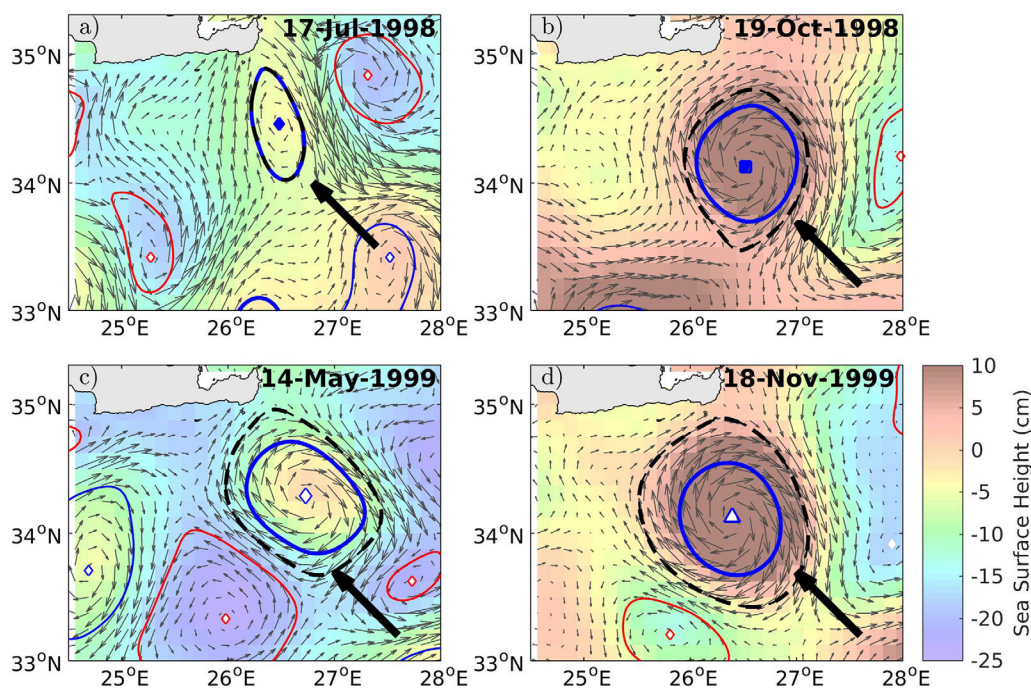 a) 17-Jul-1998
b) 19-Oct-1998
35°N
34°N
33°N
25°E 26°E 27°E 28°E
35°N
34°N
33°N
25°E 26°E 27°E 28°E
c) 14-May-1999
d) 18-Nov-1999
35°N
34°N
33°N
25°E 26°E 27°E 28°E
35°N
34°N
33°N
25°E 26°E 27°E 28°E
10
5
0
-5
-10
-15
-20
-25
Sea Surface Height (cm)